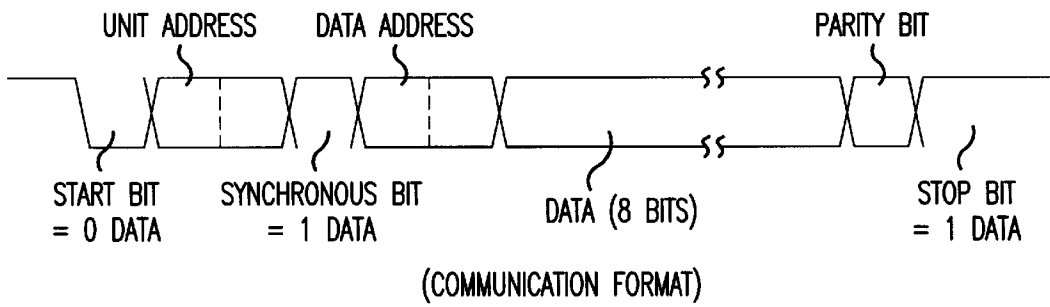 UNIT ADDRESS
DATA ADDRESS
PARITY BIT
START BIT
= 0 DATA
SYNCHRONOUS BIT
= 1 DATA
DATA (8 BITS)
STOP BIT
= 1 DATA
(COMMUNICATION FORMAT)